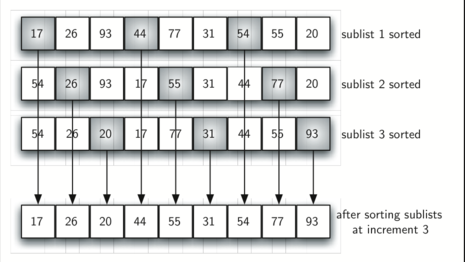 17 26 93 44 77 31 54 55 20 sublist 1 sorted
54 26 93 17 55 31 44 77 20 sublist 2 sorted
54 26 20 17 77 31 44 55 93 sublist 3 sorted
17 26 20 44 55 31 54 77 93 after sorting sublists
at increment 3